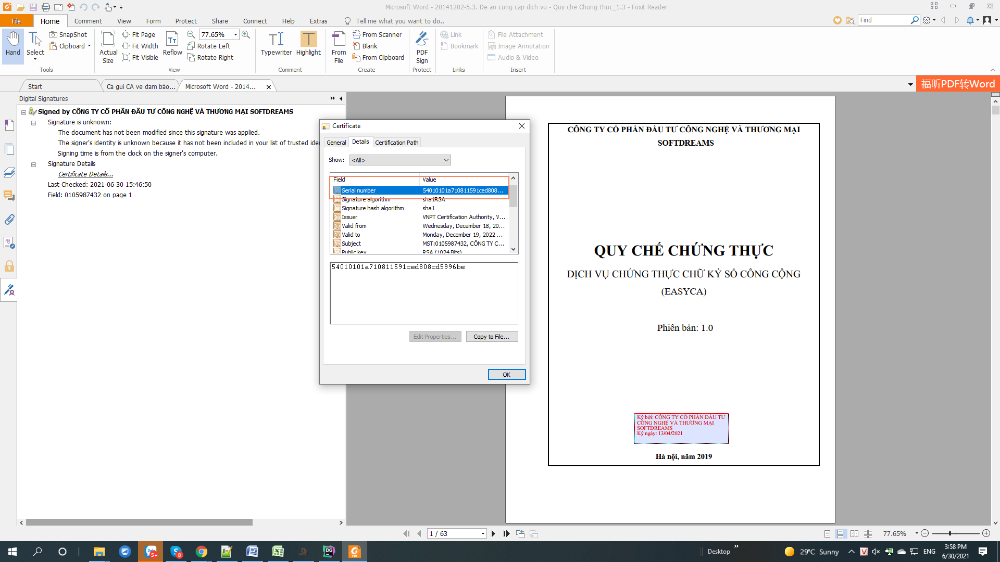 Microsoft Word - 20141202-5.3. De an cung cap dich vu - Quy che Chung thuc_1.3 - Foxit Reader
File Home Comment View Form Protect Share Connect Help Extras Tell me what you want to do.. Find
Hand
Select
SnapShot
Clipboard
Tools
Actual Size
Fit Page
Fit Width
Fit Visible
Reflow
77.65%
Rotate Left
Rotate Right
View
Typewriter
Highlight
Comment
From File
From Scanner
Blank
From Clipboard
Create
PDF Sign
Protect
Link
Bookmark
Links
File Attachment
Image Annotation
Audio & Video
Insert
Start
Ca gui CA ve dam bảo...
Microsoft Word - 2014...
福昕PDF转Word
Digital Signatures
Signed by CÔNG TY CỔ PHẦN ĐẦU TƯ CÔNG NGHỆ VÀ THƯƠNG MẠI SOFTDREAMS
Signature is unknown:
The document has not been modified since this signature was applied.
The signer's identity is unknown because it has not been included in your list of trusted ide
Signing time is from the clock on the signer's computer.
Signature Details
Certificate Details...
Last Checked: 2021-06-30 15:46:50
Field: 0105987432 on page 1
Certificate
General Details Certification Path
Show: <All>
Field Value
Serial number 54010101a710811591ced808...
Signature algorithm sha1RSA
Signature hash algorithm sha1
Issuer VNPT Certification Authority, V...
Valid from Wednesday, December 18, 20...
Valid to Monday, December 19, 2022 ...
Subject MST:0105987432, CÔNG TY C...
Public key RSA (1024 Bits)
54010101a710811591ced808cd5996be
Edit Properties...
Copy to File...
OK
CÔNG TY CỔ PHẦN ĐẦU TƯ CÔNG NGHỆ VÀ THƯƠNG MẠI
SOFTDREAMS
QUY CHẾ CHỨNG THỰC
DỊCH VỤ CHỨNG THỰC CHỮ KÝ SỐ CÔNG CỘNG
(EASYCA)
Phiên bản: 1.0
Ký bởi: CÔNG TY CỔ PHẦN ĐẦU TƯ
CÔNG NGHỆ VÀ THƯƠNG MẠI
SOFTDREAMS
Ký ngày: 13/04/2021
Hà nội, năm 2019
1 / 63
77.65%
Zalo
5+
8
DG
PDF
Desktop
29°C Sunny
V
ENG
3:58 PM
6/30/2021